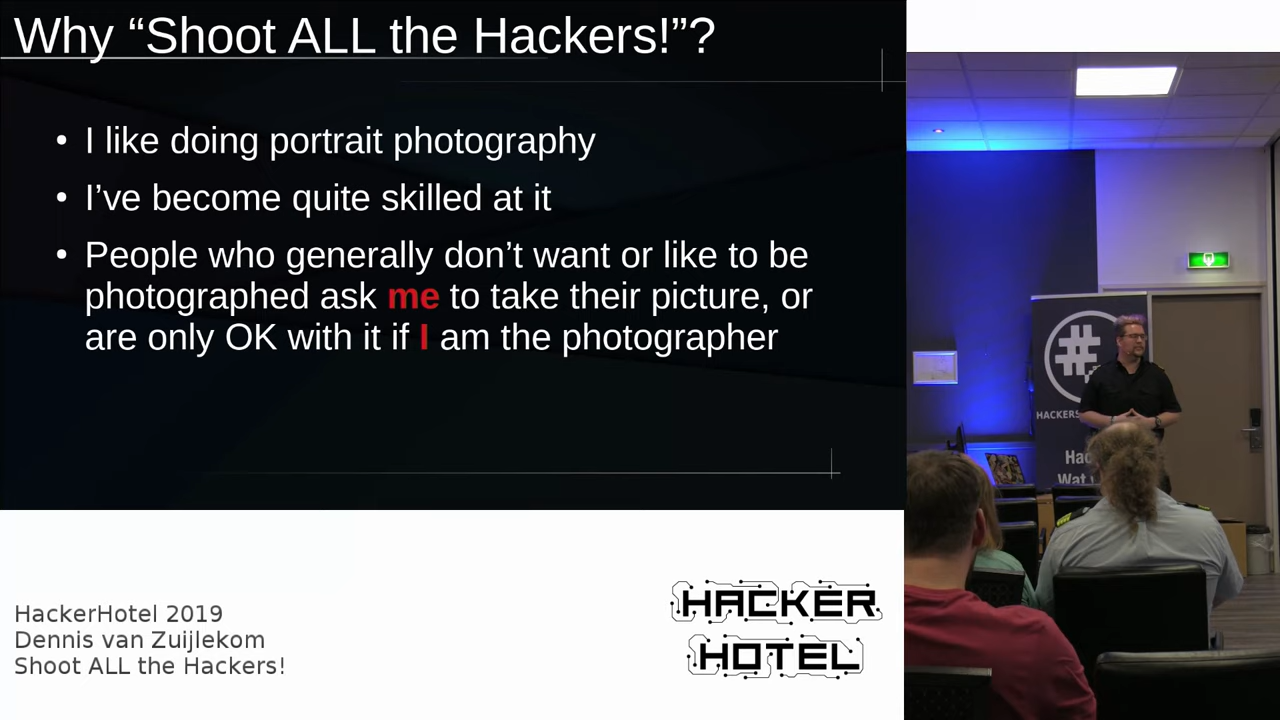 Why “Shoot ALL the Hackers!”?
• I like doing portrait photography
• I’ve become quite skilled at it
• People who generally don’t want or like to be
photographed ask me to take their picture, or
are only OK with it if I am the photographer
#
HACKERS
Wat
HackerHotel 2019
Dennis van Zuijlekom
Shoot ALL the Hackers!
HACKER
HOTEL